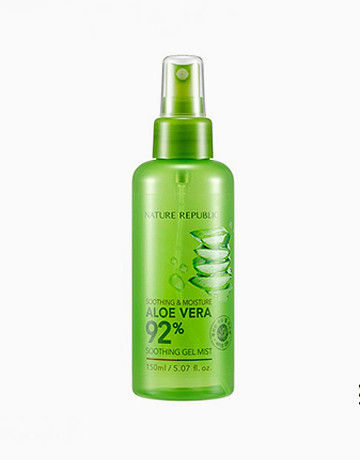 NATURE REPUBLIC
SOOTHING & MOISTURE
ALOE VERA
92%
SOOTHING GEL MIST
150ml / 5.07 fl. oz.